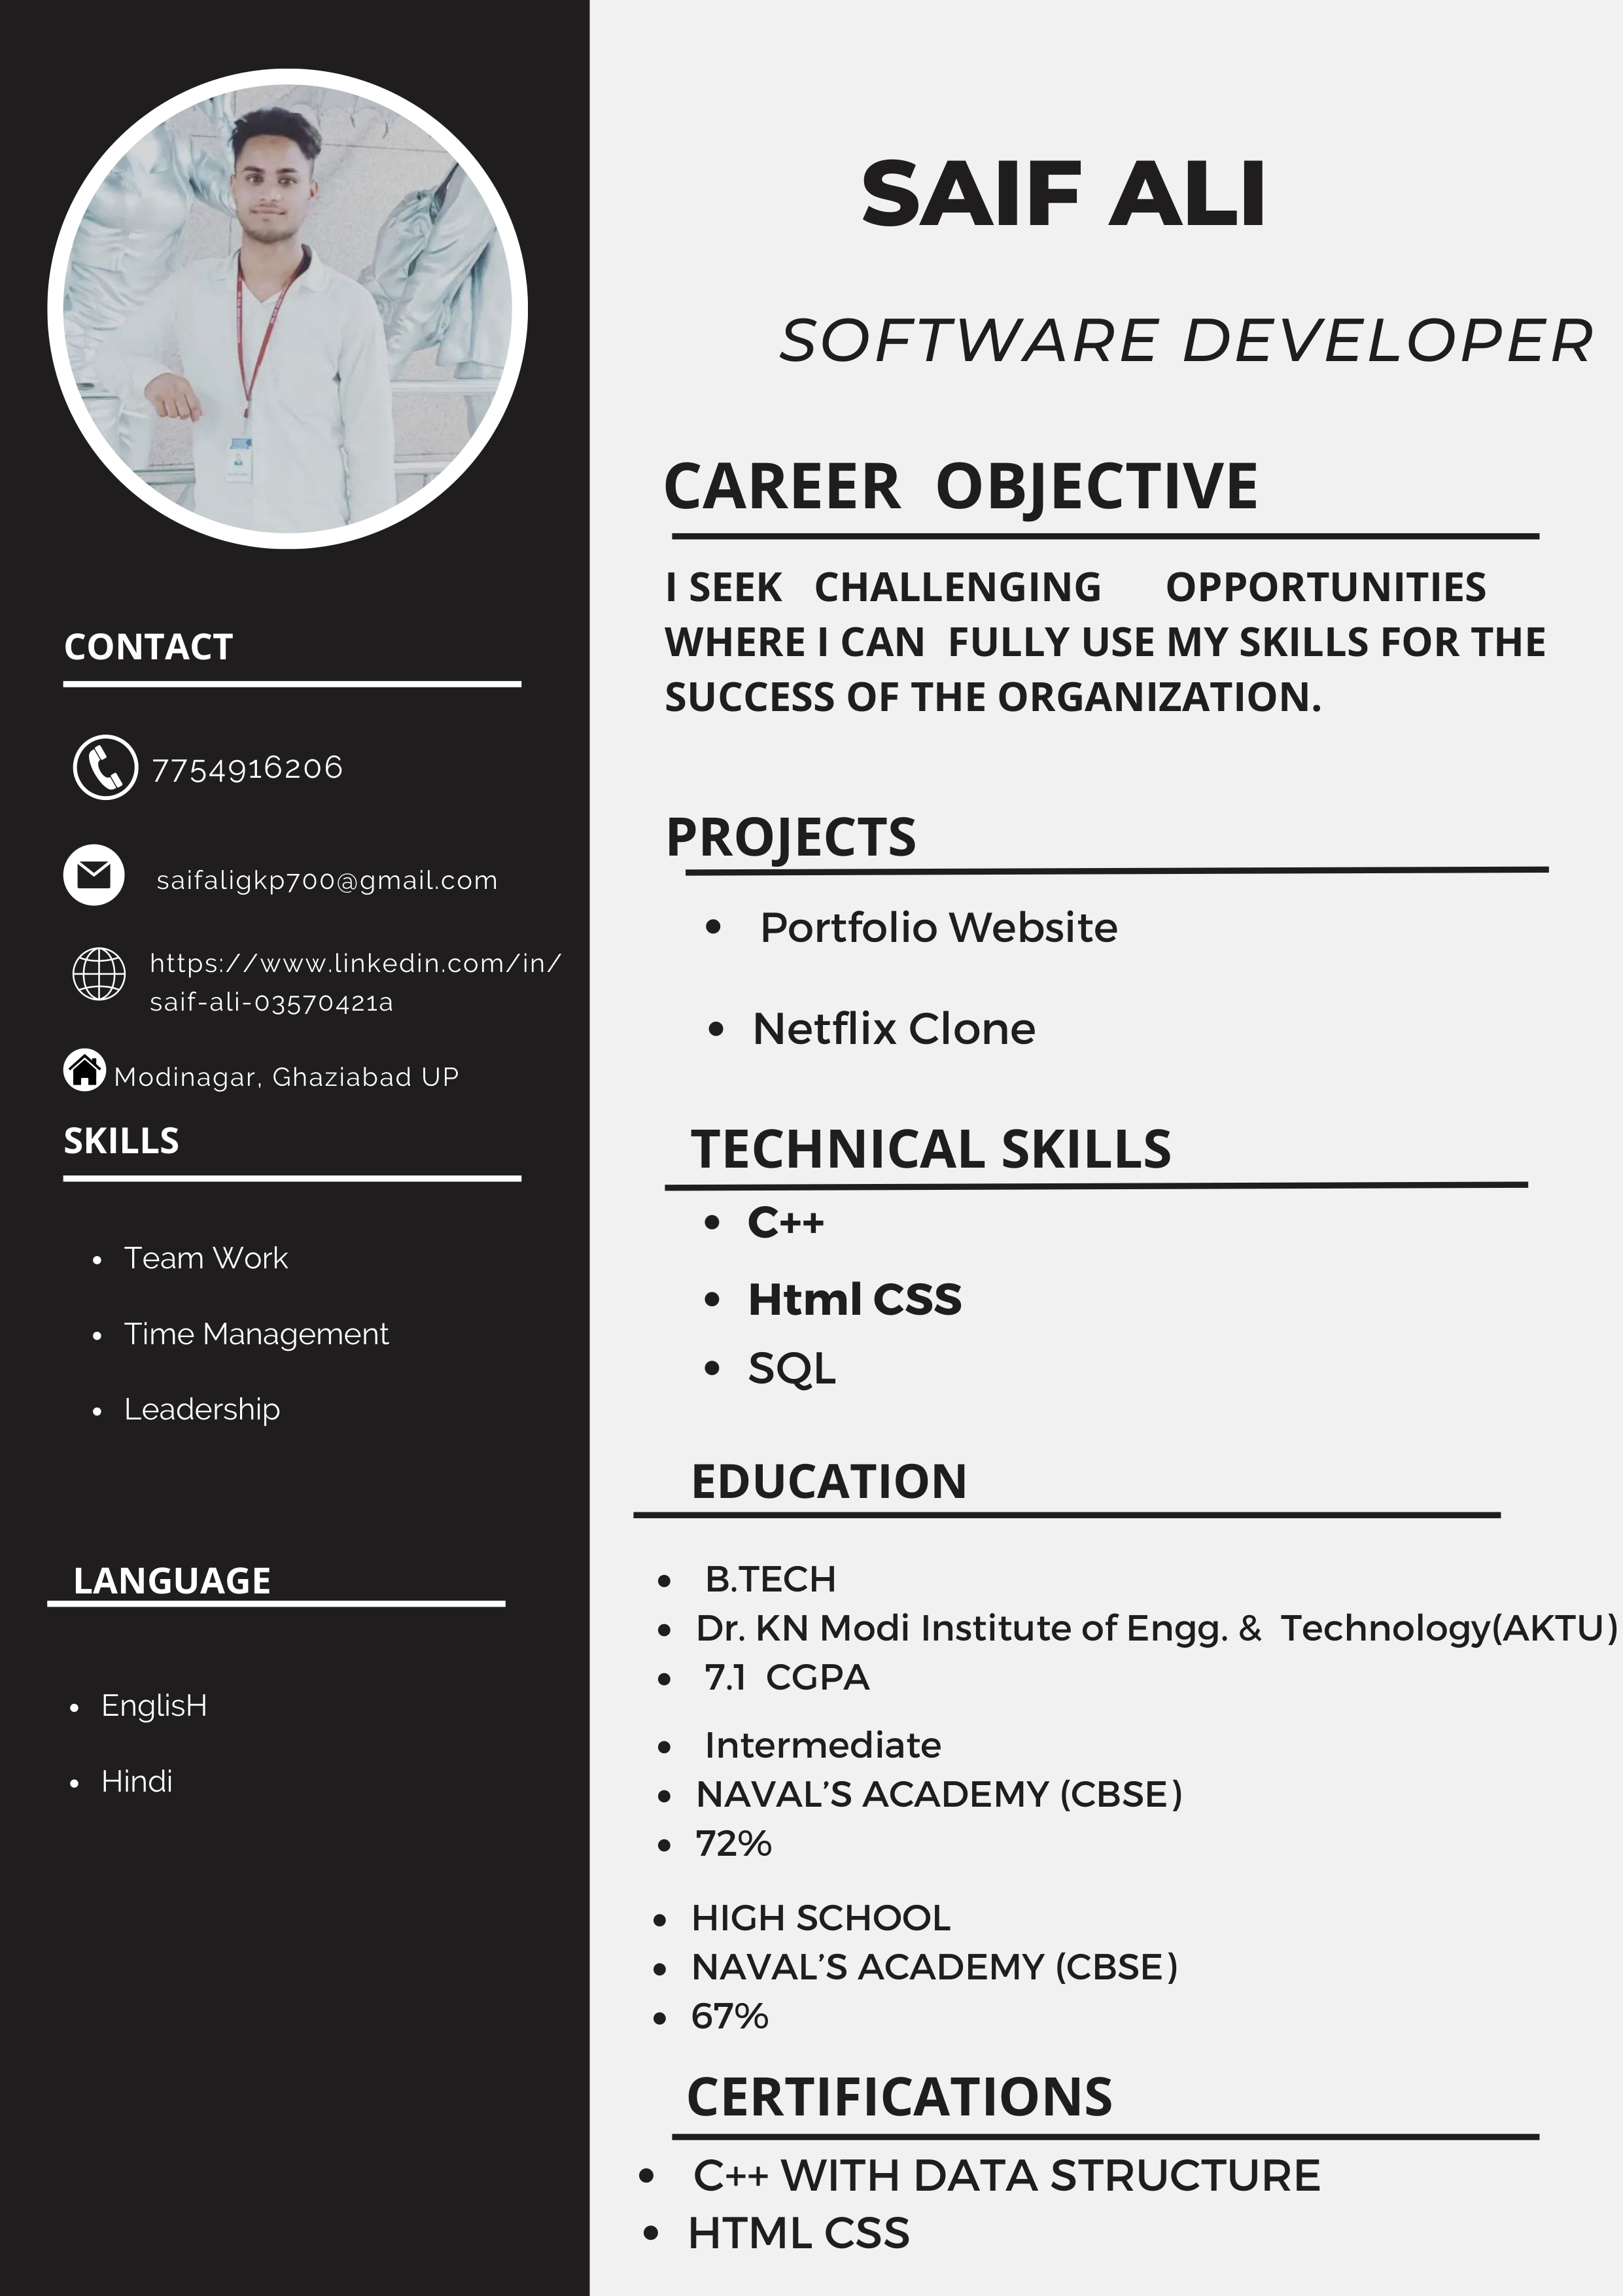 CONTACT
7754916206
saifaligkp700@gmail.com
https://www.linkedin.com/in/
saif-ali-03570421a
Modinagar, Ghaziabad UP
SKILLS
Team Work
Time Management
Leadership
LANGUAGE
EnglisH
Hindi
SAIF ALI
SOFTWARE DEVELOPER
CAREER OBJECTIVE
I SEEK CHALLENGING OPPORTUNITIES
WHERE I CAN FULLY USE MY SKILLS FOR THE
SUCCESS OF THE ORGANIZATION.
PROJECTS
Portfolio Website
Netflix Clone
TECHNICAL SKILLS
C++
Html CSS
SQL
EDUCATION
B.TECH
Dr. KN Modi Institute of Engg. & Technology(AKTU)
7.1 CGPA
Intermediate
NAVAL’S ACADEMY (CBSE)
72%
HIGH SCHOOL
NAVAL’S ACADEMY (CBSE)
67%
CERTIFICATIONS
C++ WITH DATA STRUCTURE
HTML CSS